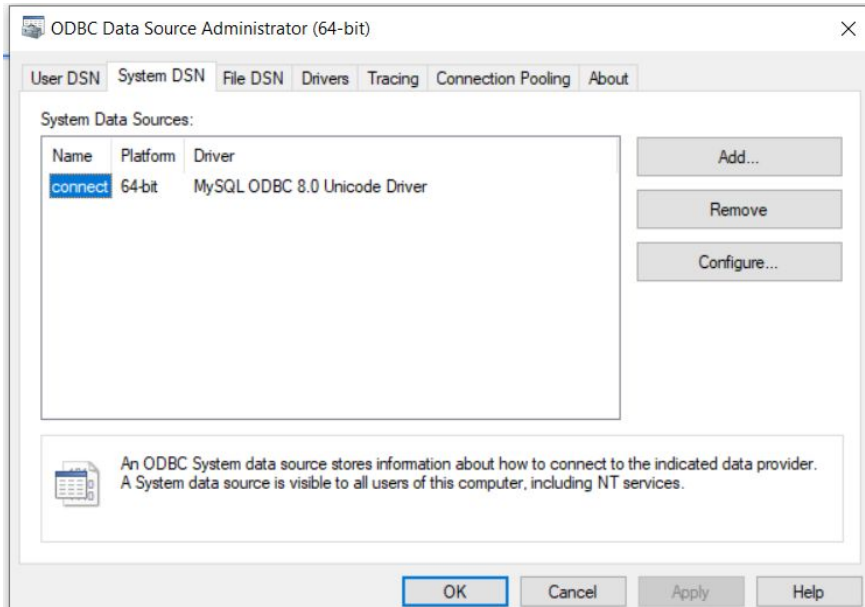 ODBC Data Source Administrator (64-bit)
User DSN System DSN File DSN Drivers Tracing Connection Pooling About
System Data Sources:
Name Platform Driver
connect 64-bit MySQL ODBC 8.0 Unicode Driver
Add...
Remove
Configure...
An ODBC System data source stores information about how to connect to the indicated data provider.
A System data source is visible to all users of this computer, including NT services.
OK Cancel Apply Help